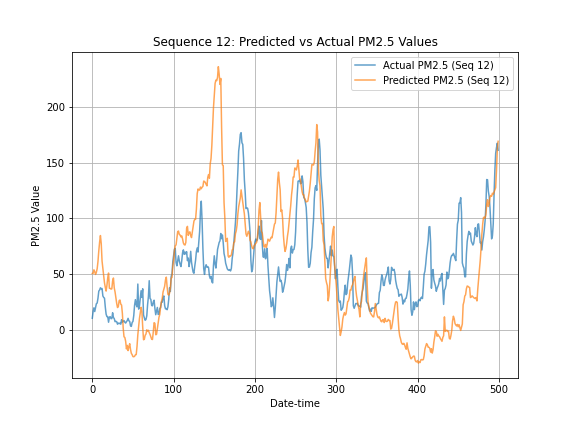 Sequence 12: Predicted vs Actual PM2.5 Values
Actual PM2.5 (Seq 12)
Predicted PM2.5 (Seq 12)
200
150
100
50
0
PM2.5 Value
0 100 200 300 400 500
Date-time